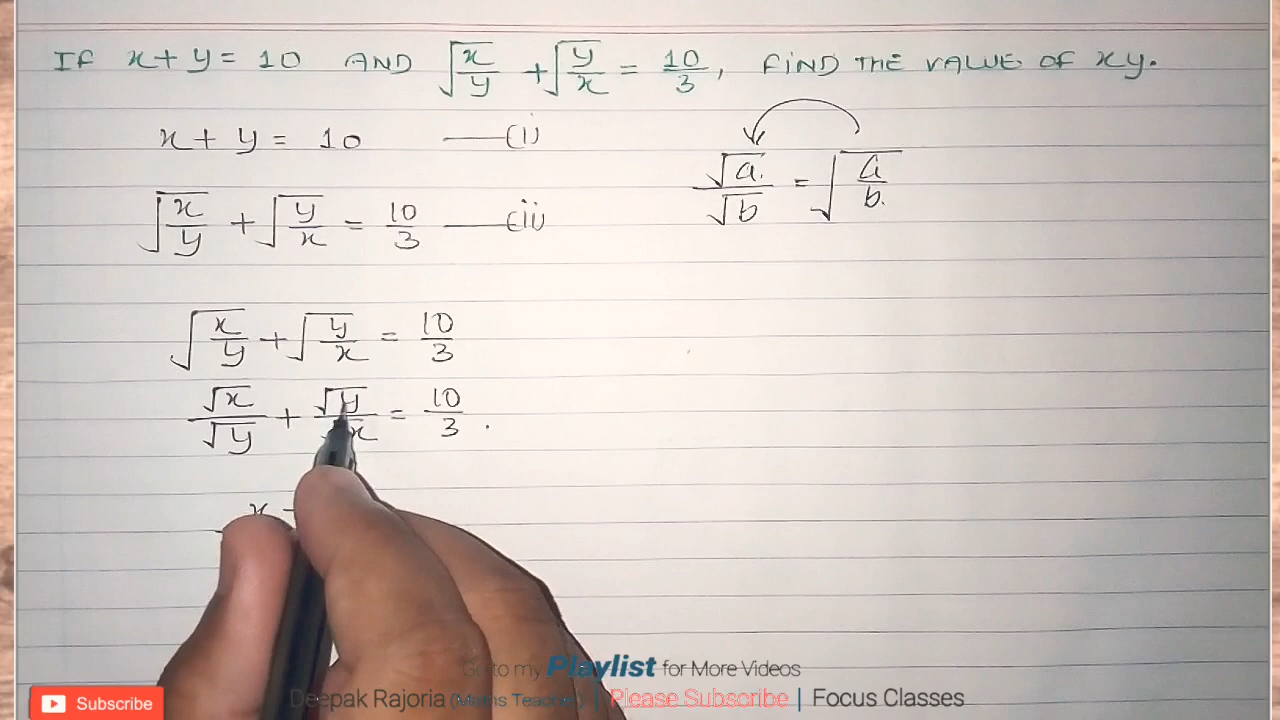 If x + y = 10 AND √(x/y) + √(y/x) = 10/3, FIND THE VALUE OF xy.
x + y = 10 —(i)
√a/√b = √(a/b)
√(x/y) + √(y/x) = 10/3 —(ii)
√(x/y) + √(y/x) = 10/3
√x/√y + √y/√x = 10/3.
x
Go to my Playlist for More Videos
Subscribe
Deepak Rajoria (Maths Teacher) | Please Subscribe | Focus Classes